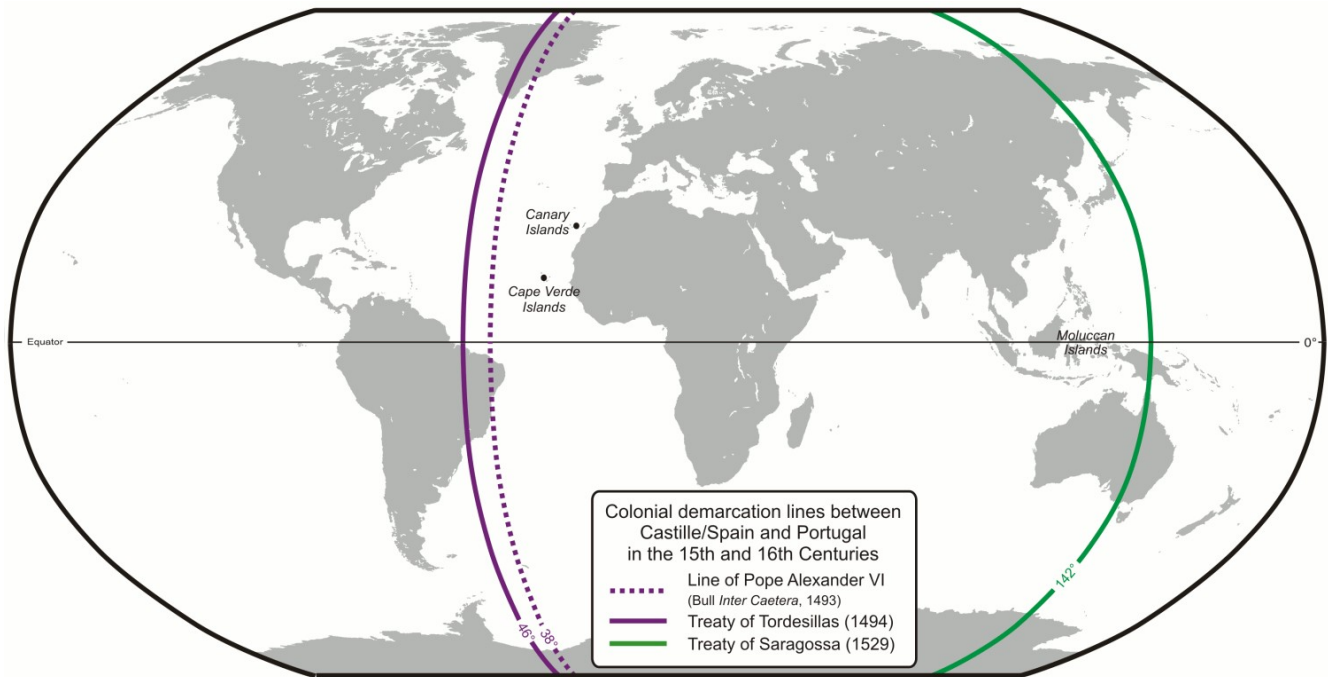 Canary
Islands
Cape Verde
Islands
Equator
Moluccan
Islands
0°
Colonial demarcation lines between
Castille/Spain and Portugal
in the 15th and 16th Centuries
Line of Pope Alexander VI
(Bull Inter Caetera, 1493)
Treaty of Tordesillas (1494)
Treaty of Saragossa (1529)
142°
46°
38°